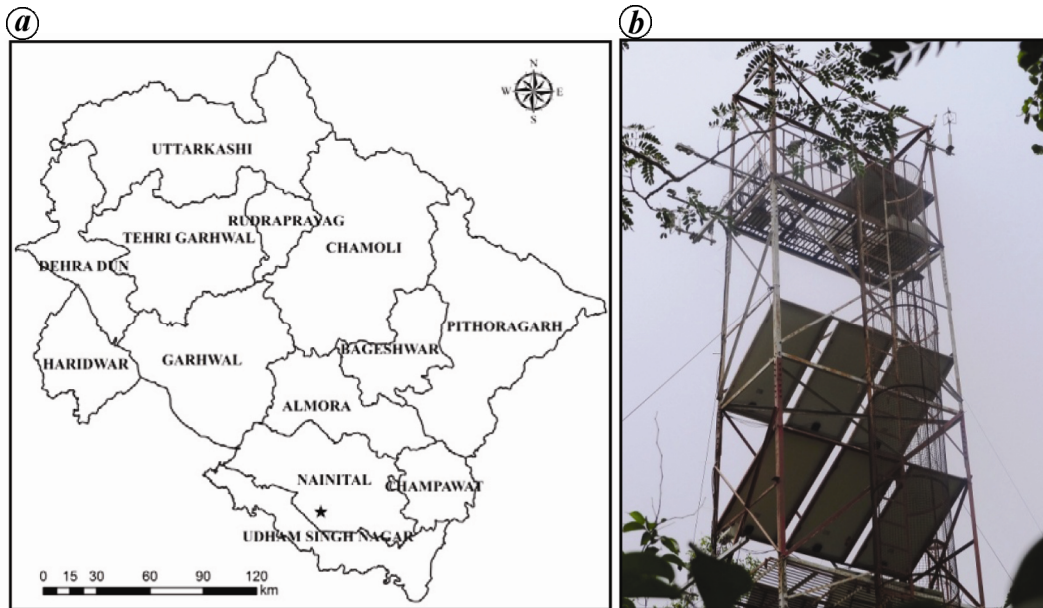 a
b
N
W E
S
UTTARKASHI
RUDRAPRAYAG
TEHRI GARHWAL
CHAMOLI
DEHRA DUN
PITHORAGARH
BAGESHWAR
HARIDWAR
GARHWAL
ALMORA
NAINITAL
CHAMPAWAT
UDHAM SINGH NAGAR
0 15 30 60 90 120
km